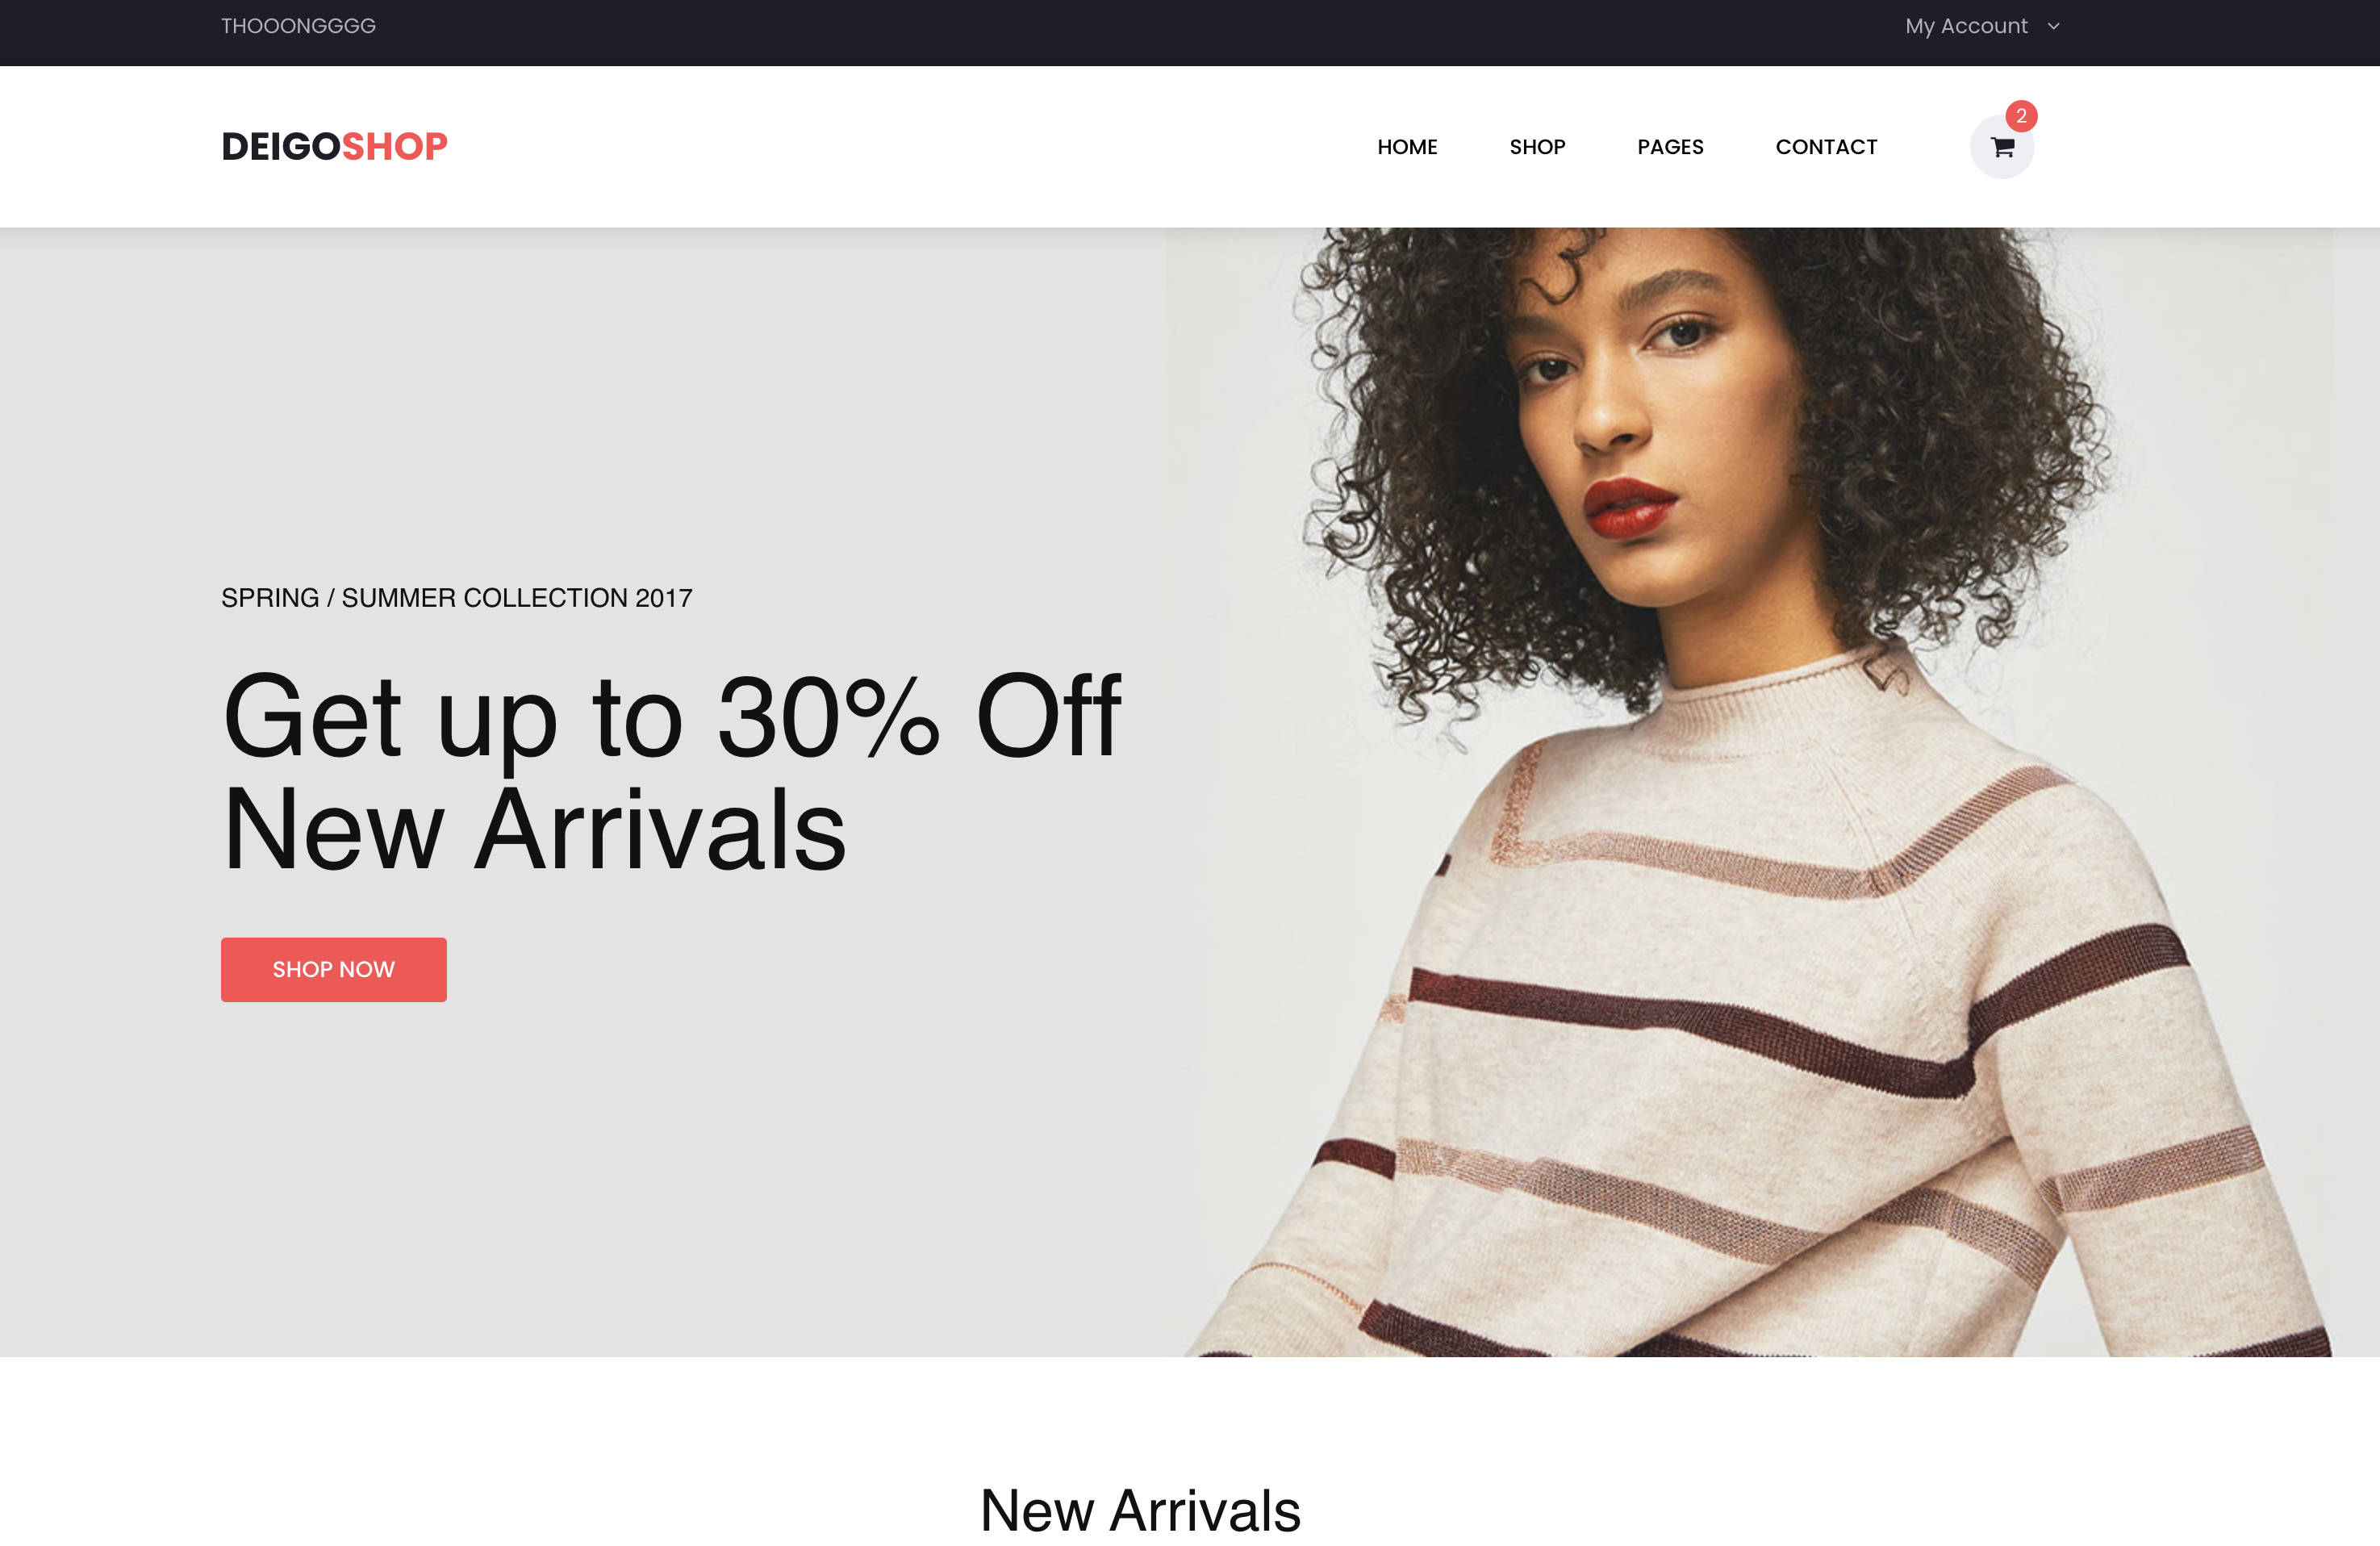 THOOONGGGG
My Account
DEIGOSHOP
HOME SHOP PAGES CONTACT
2
SPRING / SUMMER COLLECTION 2017
Get up to 30% Off
New Arrivals
SHOP NOW
New Arrivals